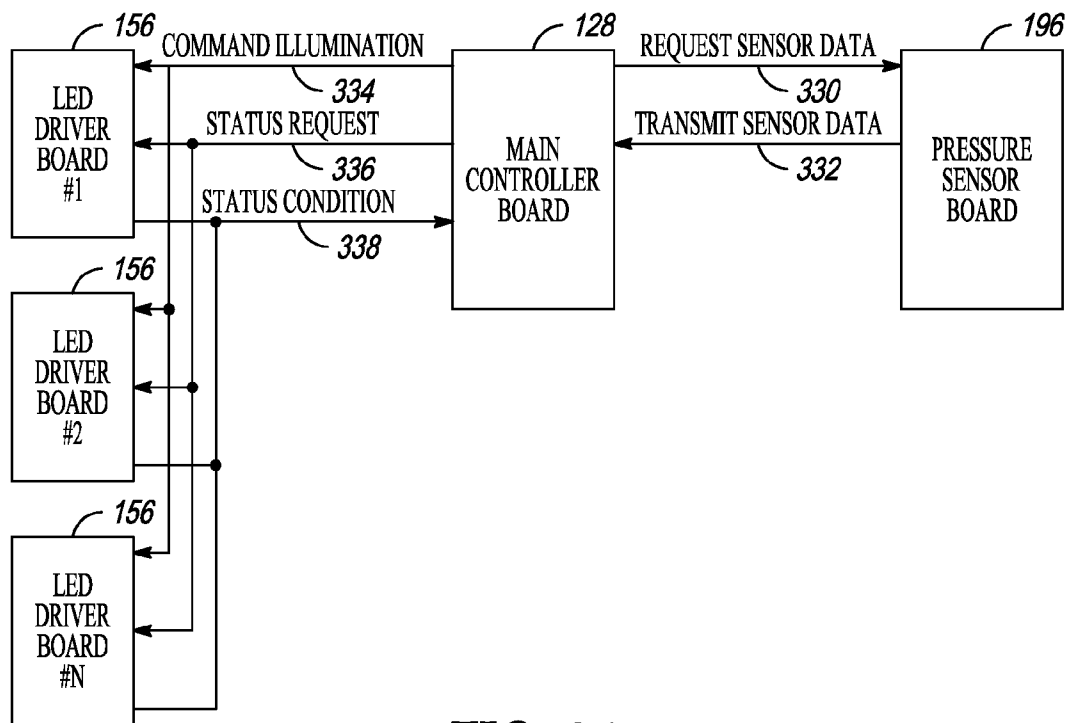 156
COMMAND ILLUMINATION
128
REQUEST SENSOR DATA
196
LED
DRIVER
BOARD
#1
334
330
STATUS REQUEST
TRANSMIT SENSOR DATA
336
332
MAIN
CONTROLLER
BOARD
PRESSURE
SENSOR
BOARD
STATUS CONDITION
338
156
LED
DRIVER
BOARD
#2
156
LED
DRIVER
BOARD
#N